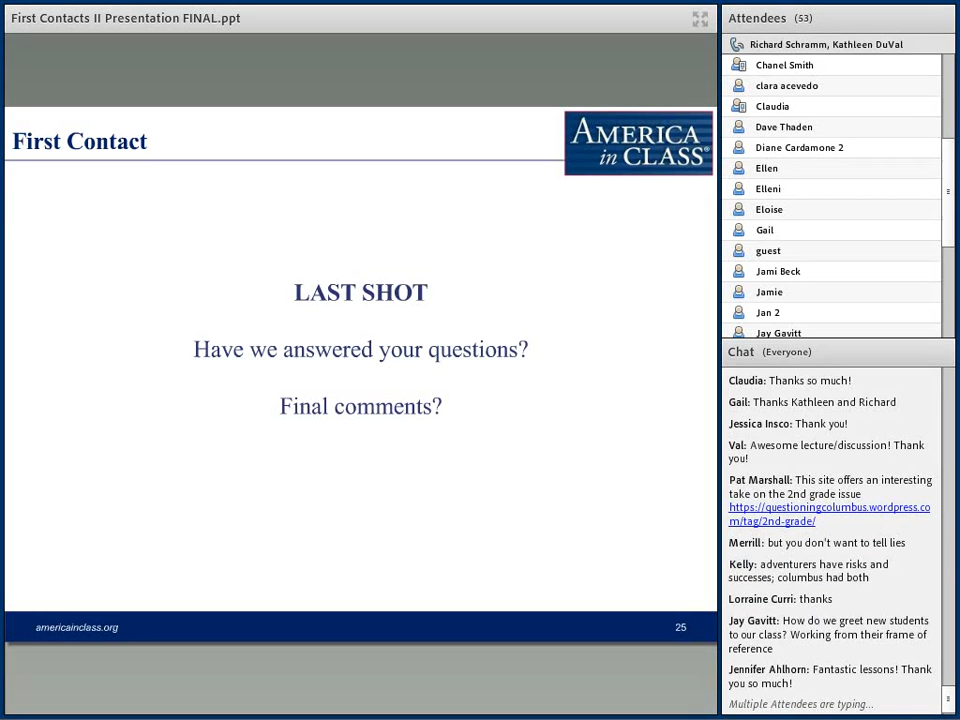 First Contacts II Presentation FINAL.ppt
First Contact
AMERICA
in CLASS®
LAST SHOT
Have we answered your questions?
Final comments?
americainclass.org
25
Attendees (53)
Richard Schramm, Kathleen DuVal
Chanel Smith
clara acevedo
Claudia
Dave Thaden
Diane Cardamone 2
Ellen
Elleni
Eloise
Gail
guest
Jami Beck
Jamie
Jan 2
Jay Gavitt
Chat (Everyone)
Claudia: Thanks so much!
Gail: Thanks Kathleen and Richard
Jessica Insco: Thank you!
Val: Awesome lecture/discussion! Thank
you!
Pat Marshall: This site offers an interesting
take on the 2nd grade issue
https://questioningcolumbus.wordpress.co
m/tag/2nd-grade/
Merrill: but you don't want to tell lies
Kelly: adventurers have risks and
successes; columbus had both
Lorraine Curri: thanks
Jay Gavitt: How do we greet new students
to our class? Working from their frame of
reference
Jennifer Ahlhorn: Fantastic lessons! Thank
you so much!
Multiple Attendees are typing...